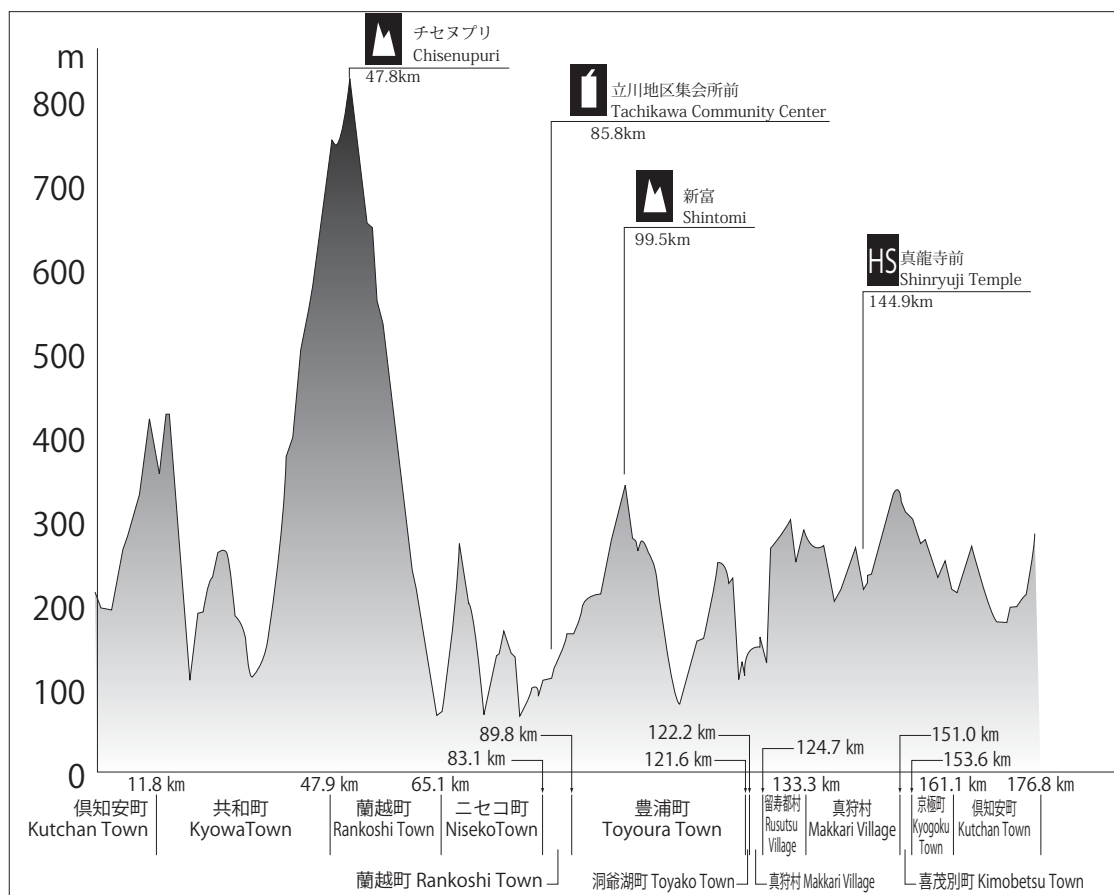 m
800
700
600
500
400
300
200
100
0
チセヌプリ
Chisenupuri
47.8km
立川地区集会所前
Tachikawa Community Center
85.8km
新富
Shintomi
99.5km
HS
真龍寺前
Shinryuji Temple
144.9km
89.8 km
83.1 km
122.2 km
121.6 km
124.7 km
151.0 km
153.6 km
11.8 km
47.9 km
65.1 km
133.3 km
161.1 km
176.8 km
倶知安町
Kutchan Town
共和町
KyowaTown
蘭越町
Rankoshi Town
ニセコ町
NisekoTown
豊浦町
Toyoura Town
留寿都村
Rusutsu
Village
真狩村
Makkari Village
京極町
Kyogoku
Town
倶知安町
Kutchan Town
蘭越町 Rankoshi Town
洞爺湖町 Toyako Town
真狩村 Makkari Village
喜茂別町 Kimobetsu Town